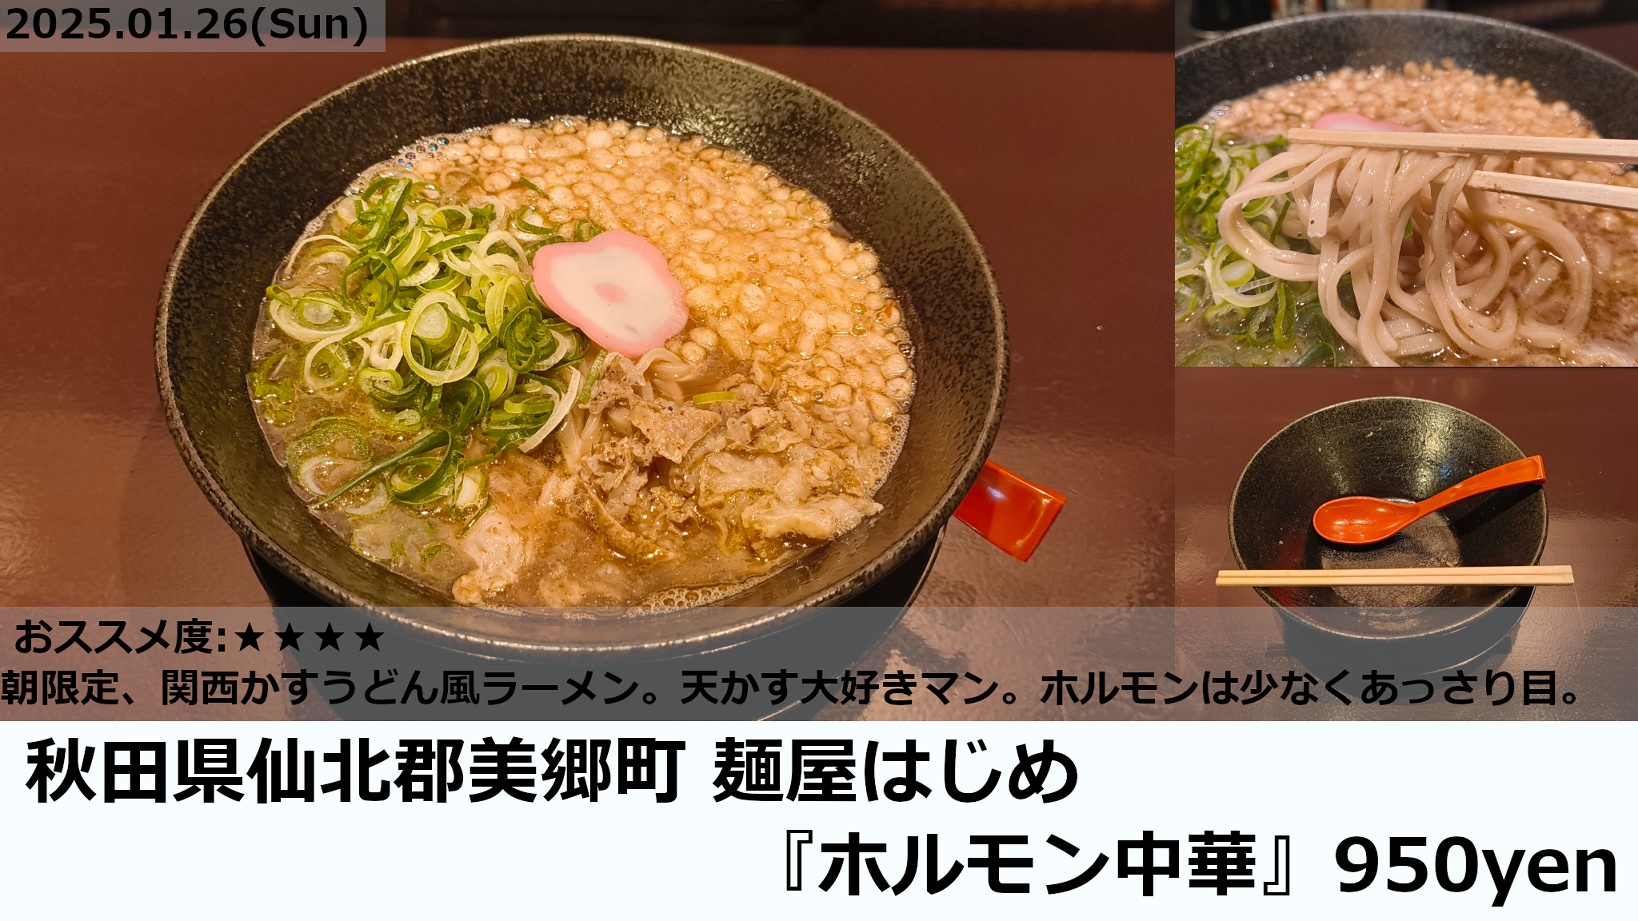 2025.01.26(Sun)
おススメ度:★★★★
朝限定、関西かすうどん風ラーメン。天かす大好きマン。ホルモンは少なくあっさり目。
秋田県仙北郡美郷町 麺屋はじめ
『ホルモン中華』950yen